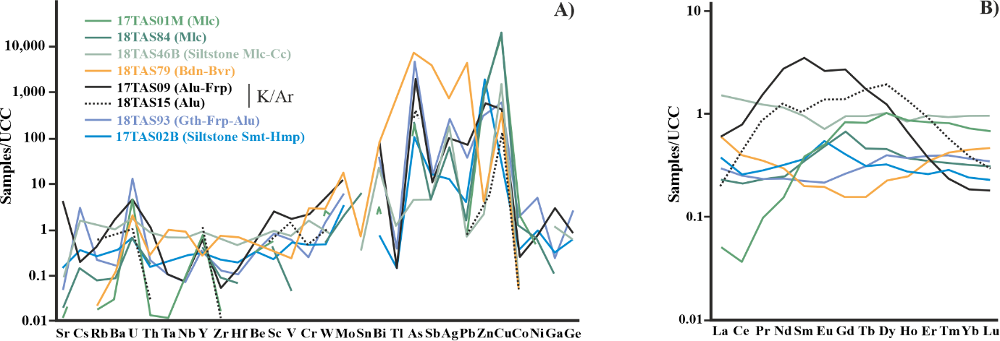 A)
17TAS01M (Mlc)
18TAS84 (Mlc)
18TAS46B (Siltstone Mlc-Cc)
18TAS79 (Bdn-Bvr)
17TAS09 (Alu-Frp)
18TAS15 (Alu)
K/Ar
18TAS93 (Gth-Frp-Alu)
17TAS02B (Siltstone Smt-Hmp)
Samples/UCC
10,000
1,000
100
10
1
0.1
0.01
Sr Cs Rb Ba U Th Ta Nb Y Zr Hf Be Sc V Cr W Mo Sn Bi Tl As Sb Ag Pb Zn Cu Co Ni Ga Ge
B)
Samples/UCC
10
1
0.1
0.01
La Ce Pr Nd Sm Eu Gd Tb Dy Ho Er Tm Yb Lu